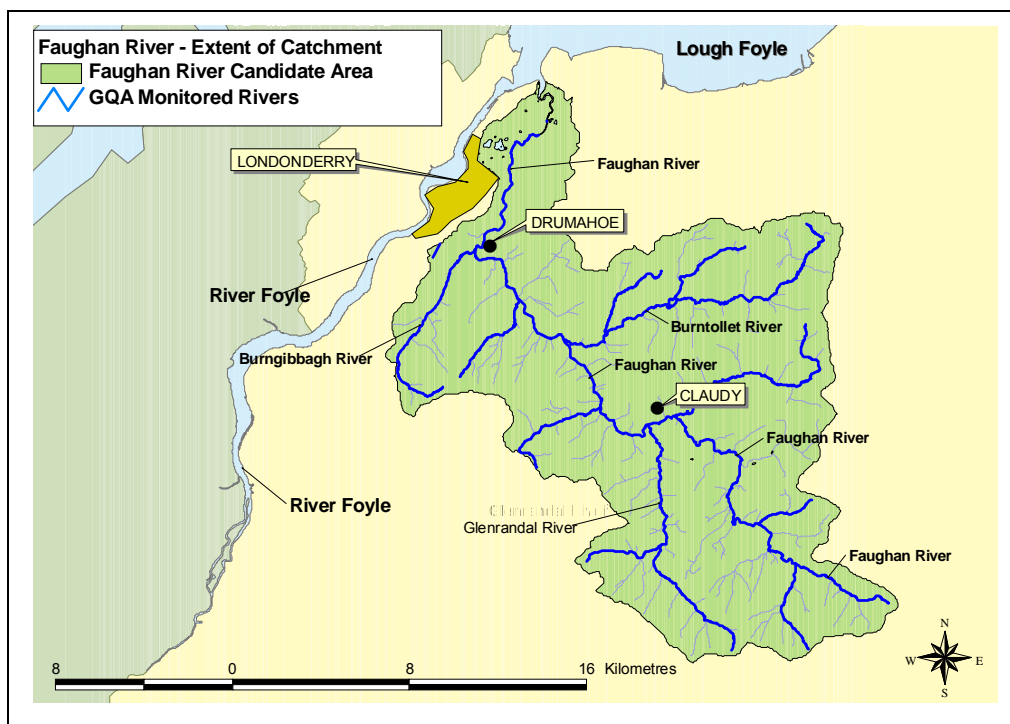 Faughan River - Extent of Catchment
Faughan River Candidate Area
GQA Monitored Rivers
Lough Foyle
LONDONDERRY
Faughan River
DRUMAHOE
River Foyle
Burntollet River
Burngibbagh River
Faughan River
CLAUDY
Faughan River
River Foyle
Glenrandal River
Faughan River
8 0 8 16 Kilometres
N
W E
S